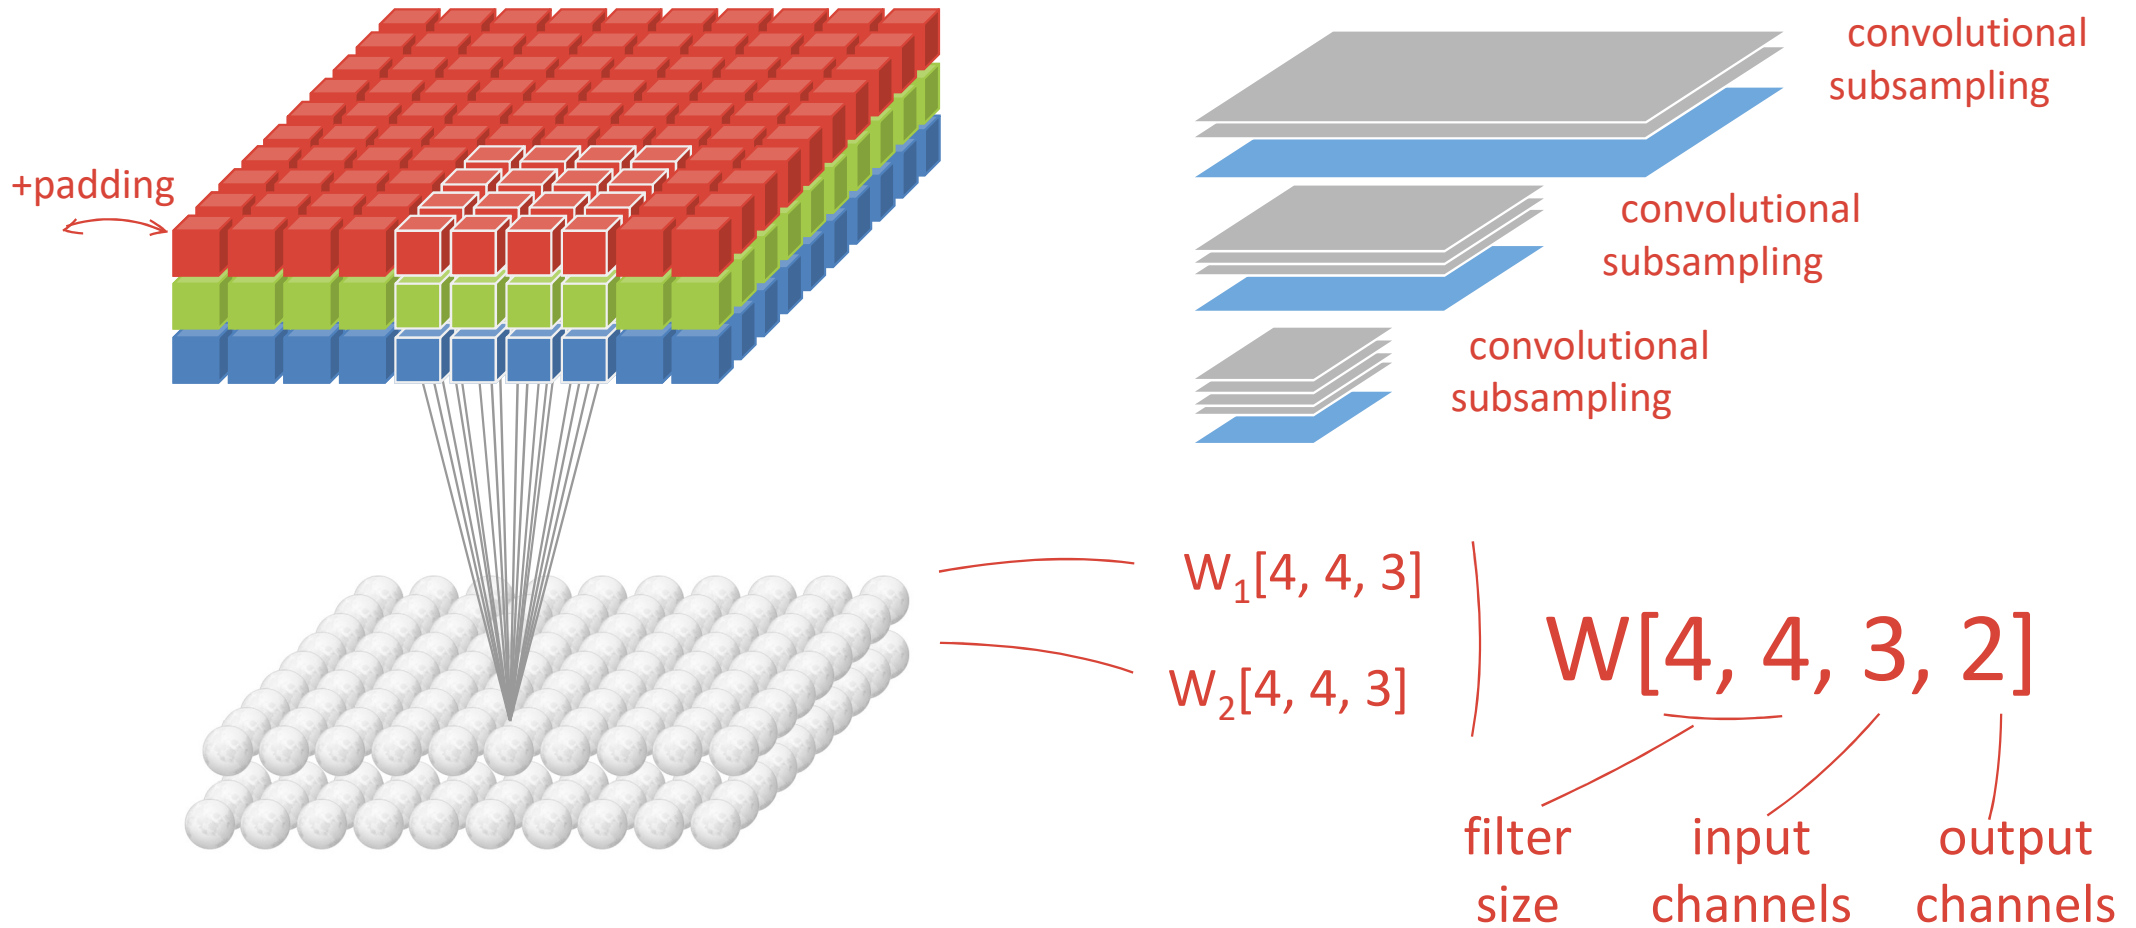 +padding
convolutional
subsampling
convolutional
subsampling
convolutional
subsampling
W1[4, 4, 3]
W2[4, 4, 3]
W[4, 4, 3, 2]
filter
size
input
channels
output
channels